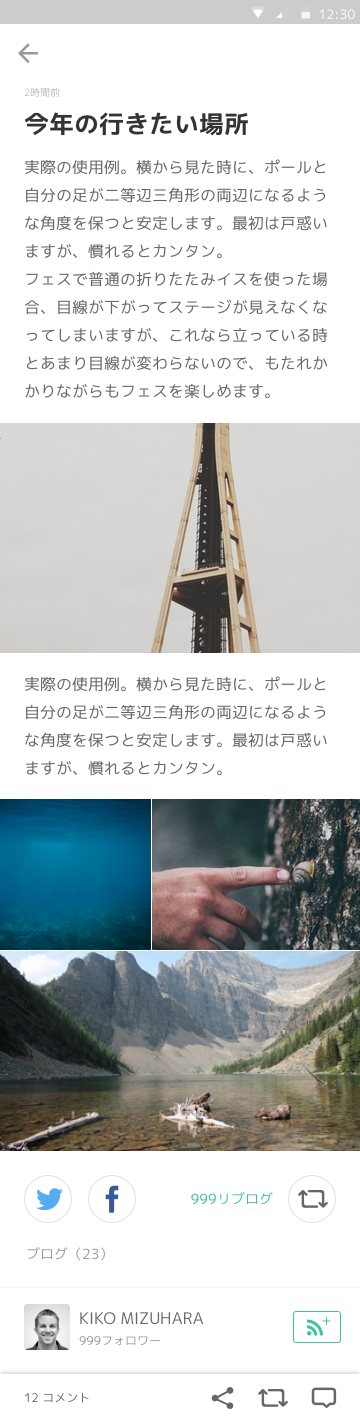 12:30
2時間前
今年の行きたい場所
実際の使用例。横から見た時に、ポールと
自分の足が二等辺三角形の両辺になるよう
な角度を保つと安定します。最初は戸惑い
ますが、慣れるとカンタン。
フェスで普通の折りたたみイスを使った場
合、目線が下がってステージが見えなくな
ってしまいますが、これなら立っている時
とあまり目線が変わらないので、もたれか
かりながらもフェスを楽しめます。
実際の使用例。横から見た時に、ポールと
自分の足が二等辺三角形の両辺になるよう
な角度を保つと安定します。最初は戸惑い
ますが、慣れるとカンタン。
999リブログ
ブログ（23）
KIKO MIZUHARA
999フォロワー
12 コメント